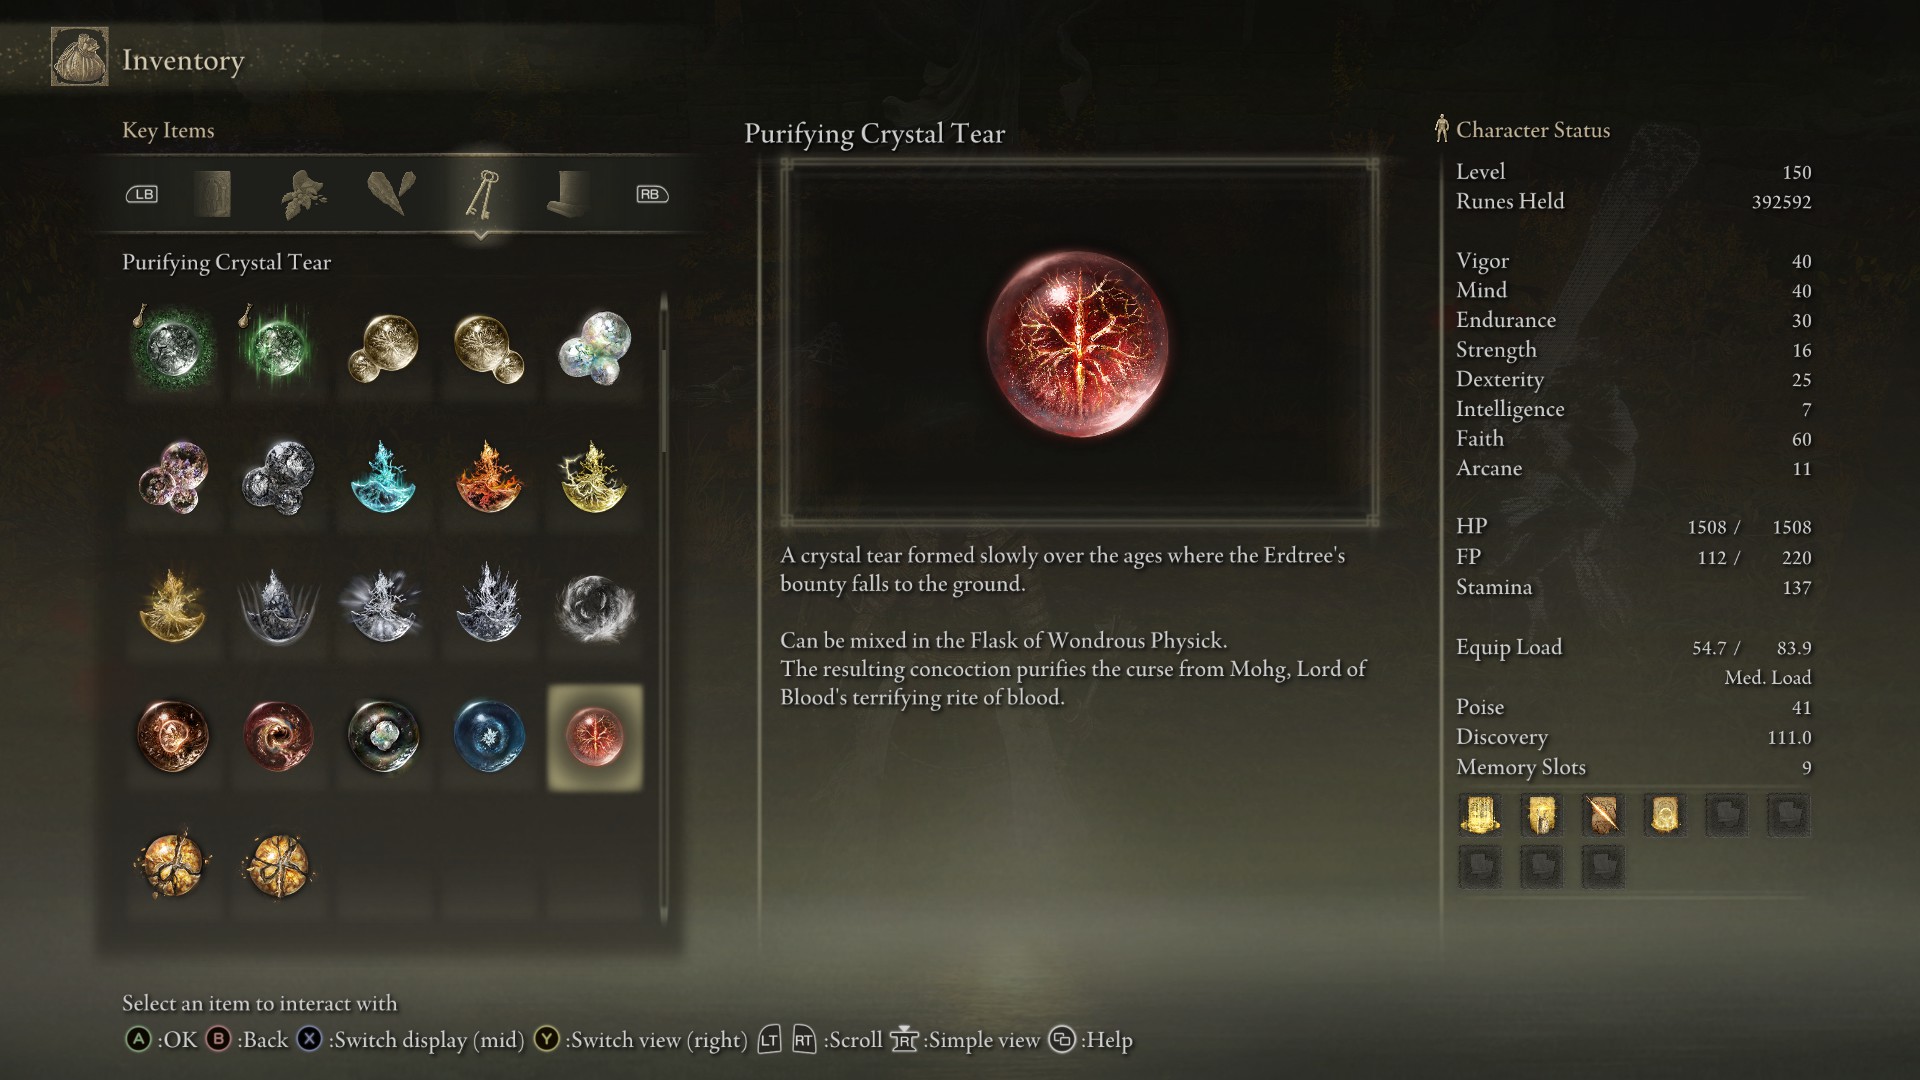 Inventory
Key Items
LB
RB
Purifying Crystal Tear
Purifying Crystal Tear
A crystal tear formed slowly over the ages where the Erdtree's
bounty falls to the ground.
Can be mixed in the Flask of Wondrous Physick.
The resulting concoction purifies the curse from Mohg, Lord of
Blood's terrifying rite of blood.
Character Status
Level 150
Runes Held 392592
Vigor 40
Mind 40
Endurance 30
Strength 16
Dexterity 25
Intelligence 7
Faith 60
Arcane 11
HP 1508 / 1508
FP 112 / 220
Stamina 137
Equip Load 54.7 / 83.9
Med. Load
Poise 41
Discovery 111.0
Memory Slots 9
Select an item to interact with
A :OK B :Back X :Switch display (mid) Y :Switch view (right) LT RT :Scroll R :Simple view :Help